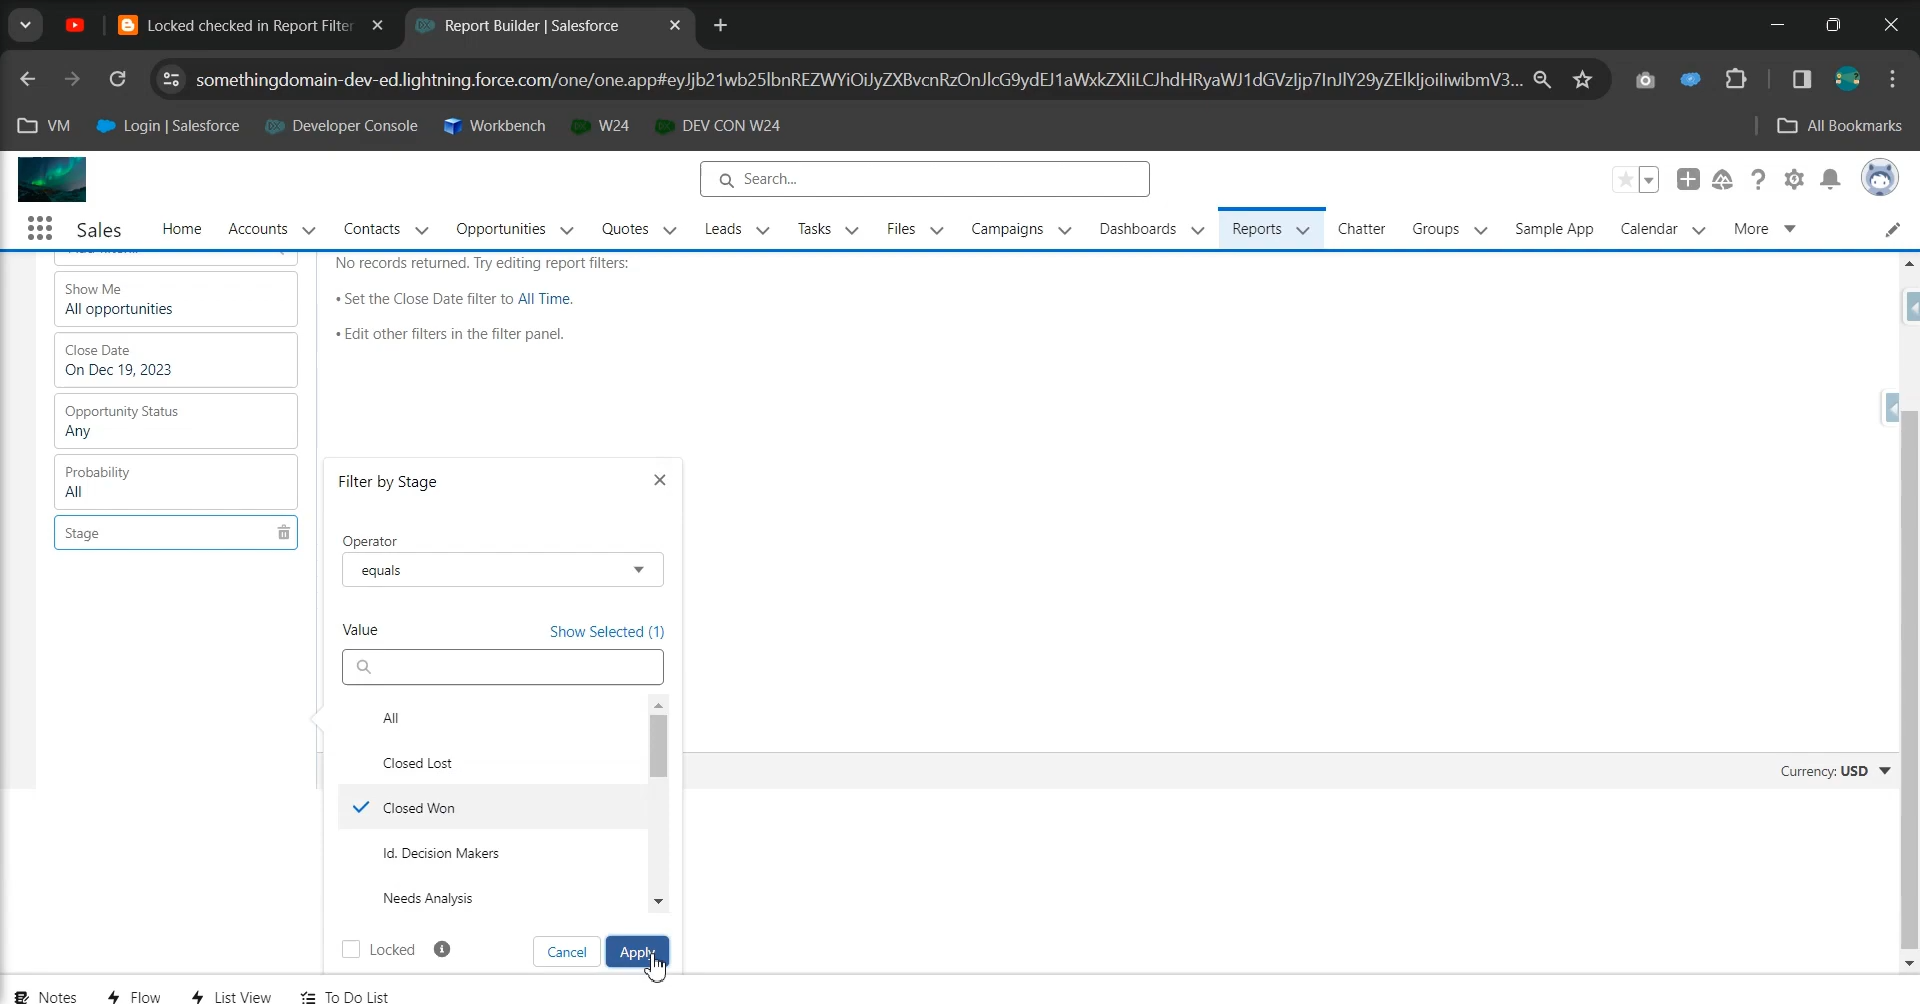 Locked checked in Report Filter
Report Builder | Salesforce
somethingdomain-dev-ed.lightning.force.com/one/one.app#eyJjb21wb25lbnREZWYiOiJyZXBvcnRzOnJlcG9ydEJ1aWxkZXIiLCJhdHRyaWJ1dGVzIjp7InJlY29yZElkIjoiIiwibmV3...
VM
Login | Salesforce
Developer Console
Workbench
W24
DEV CON W24
All Bookmarks
Search...
Sales
Home
Accounts
Contacts
Opportunities
Quotes
Leads
Tasks
Files
Campaigns
Dashboards
Reports
Chatter
Groups
Sample App
Calendar
More
No records returned. Try editing report filters:
• Set the Close Date filter to All Time.
• Edit other filters in the filter panel.
Show Me
All opportunities
Close Date
On Dec 19, 2023
Opportunity Status
Any
Probability
All
Stage
Filter by Stage
Operator
equals
Value
Show Selected (1)
All
Closed Lost
Closed Won
Id. Decision Makers
Needs Analysis
Locked
Cancel
Apply
Currency: USD
Notes
Flow
List View
To Do List